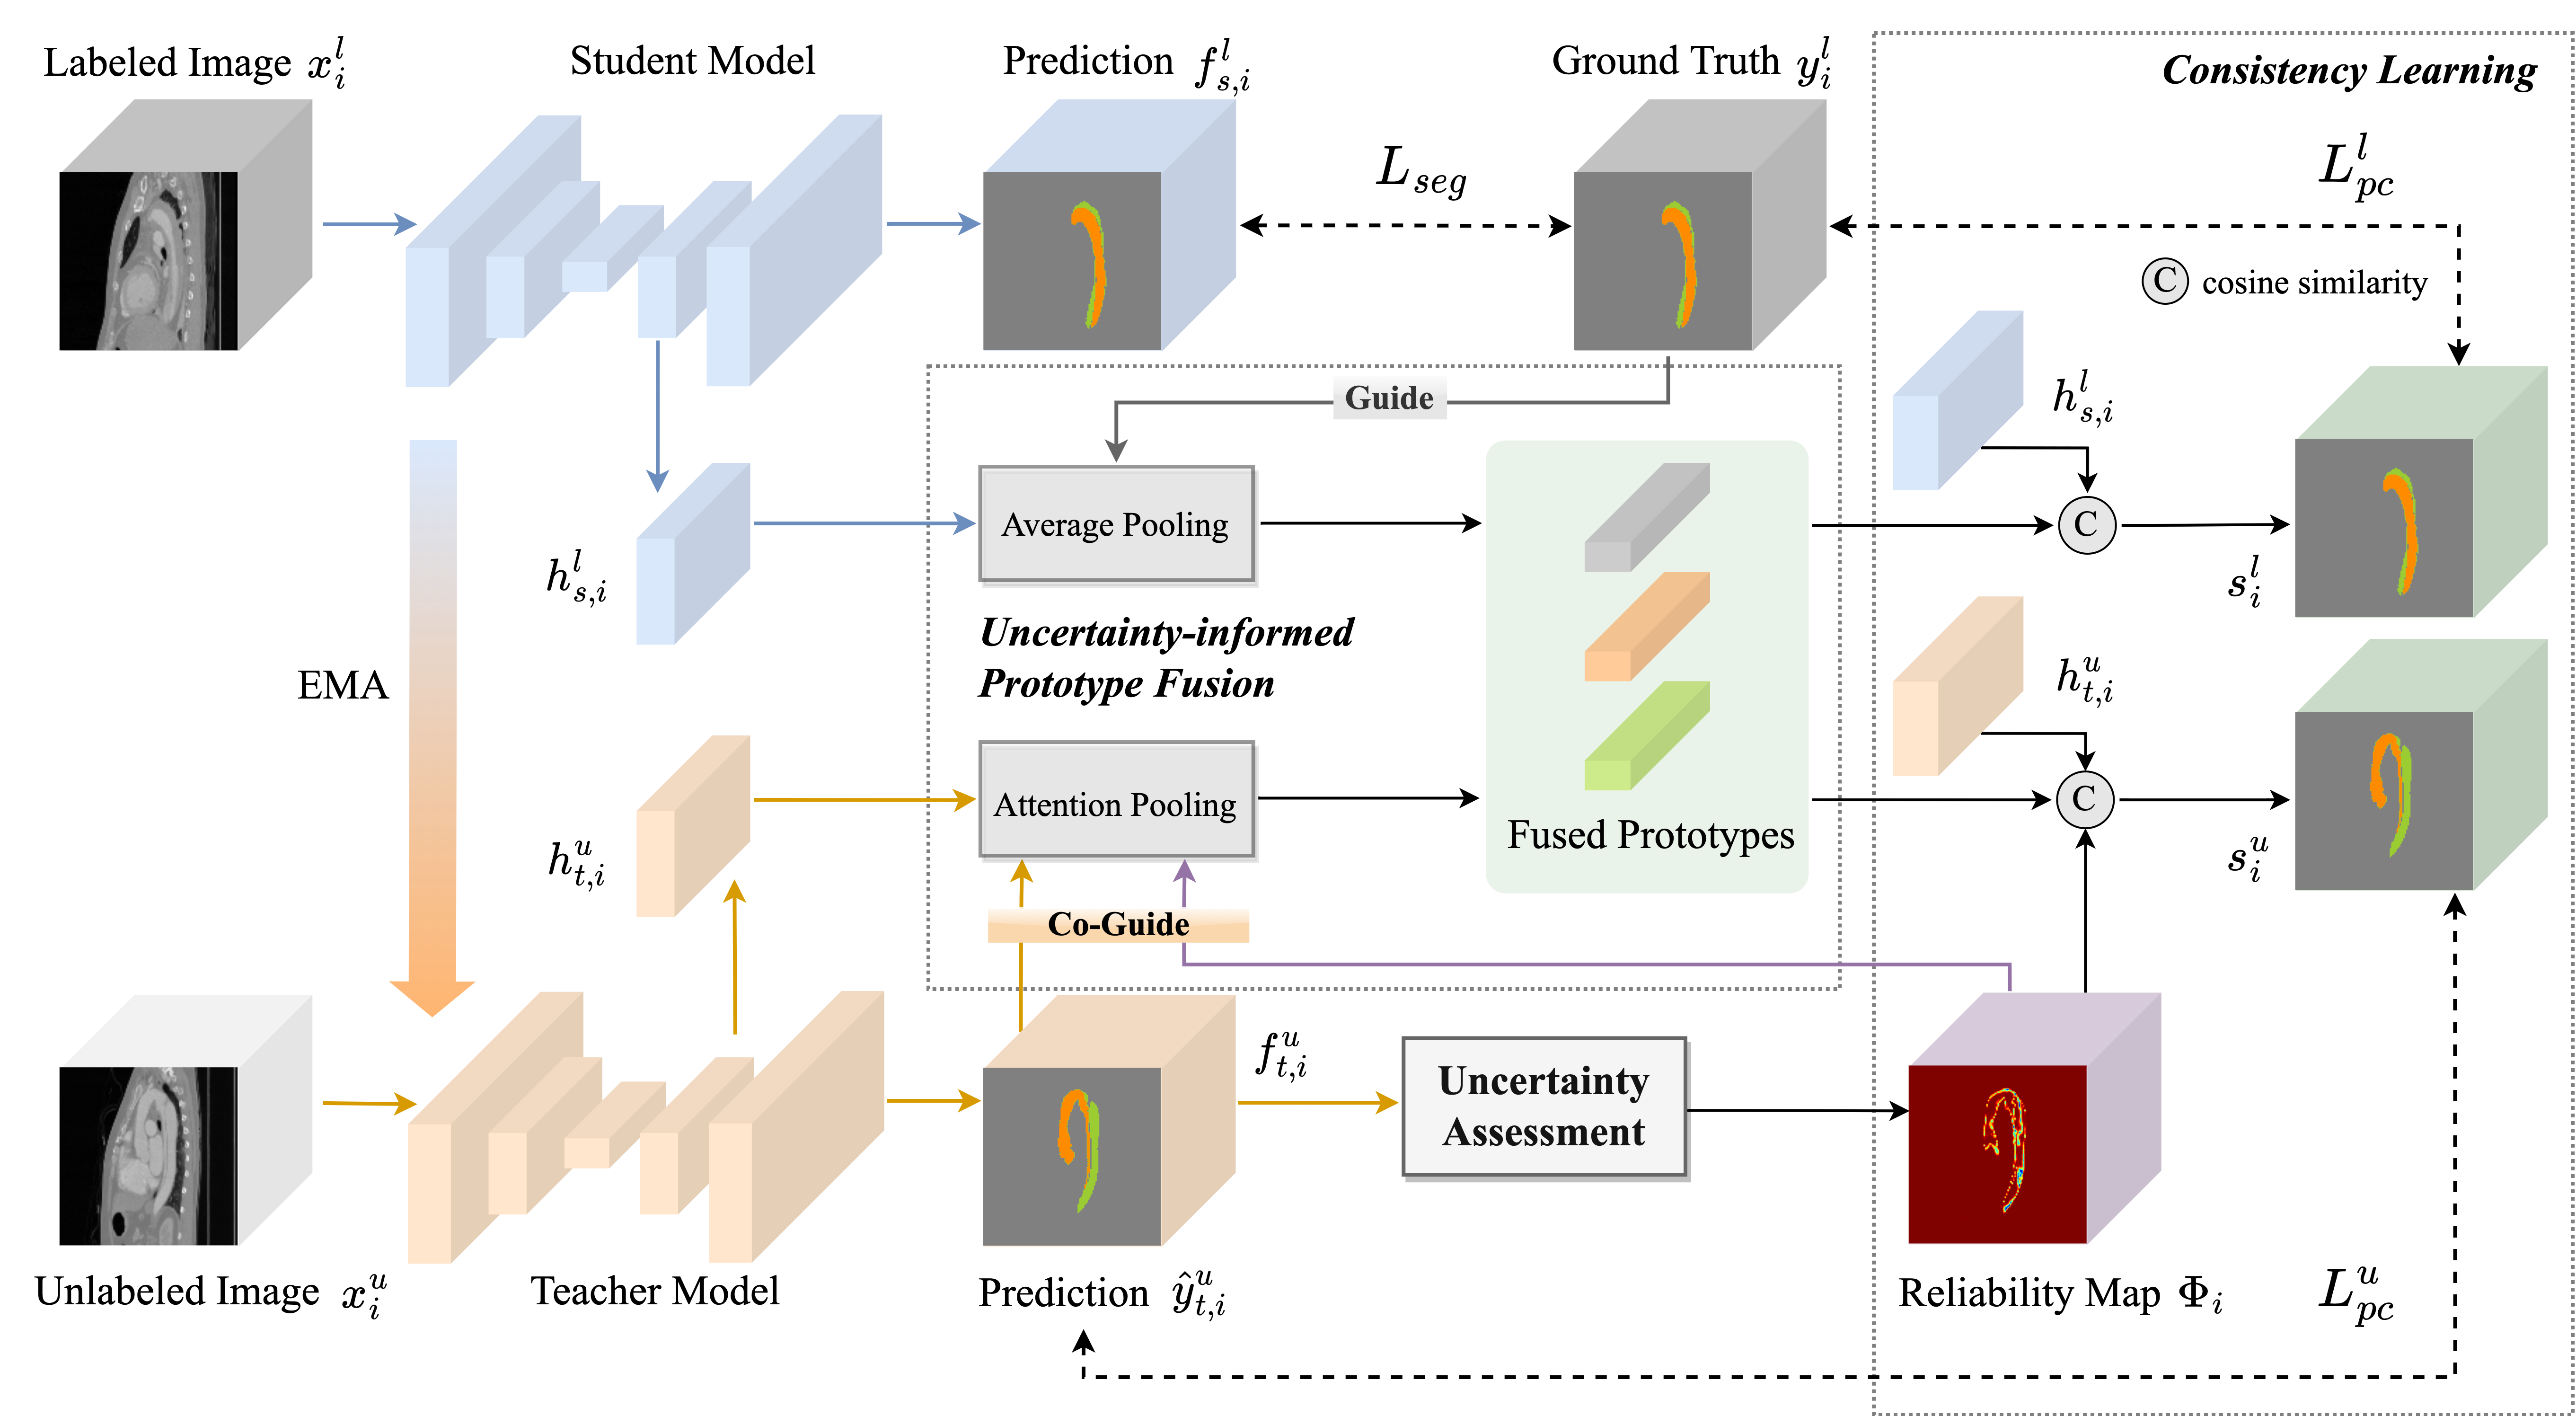 Labeled Image $x_i^l$
Student Model
Prediction $f_{s,i}^l$
Ground Truth $y_i^l$
Consistency Learning
$L_{seg}$
$L_{pc}^l$
C cosine similarity
Guide
$h_{s,i}^l$
Average Pooling
C
$h_{s,i}^l$
$s_i^l$
Uncertainty-informed
Prototype Fusion
EMA
$h_{t,i}^u$
Attention Pooling
C
Fused Prototypes
$h_{t,i}^u$
$s_i^u$
Co-Guide
$f_{t,i}^u$
Uncertainty
Assessment
Unlabeled Image $x_i^u$
Teacher Model
Prediction $\hat{y}_{t,i}^u$
Reliability Map $\Phi_i$
$L_{pc}^u$